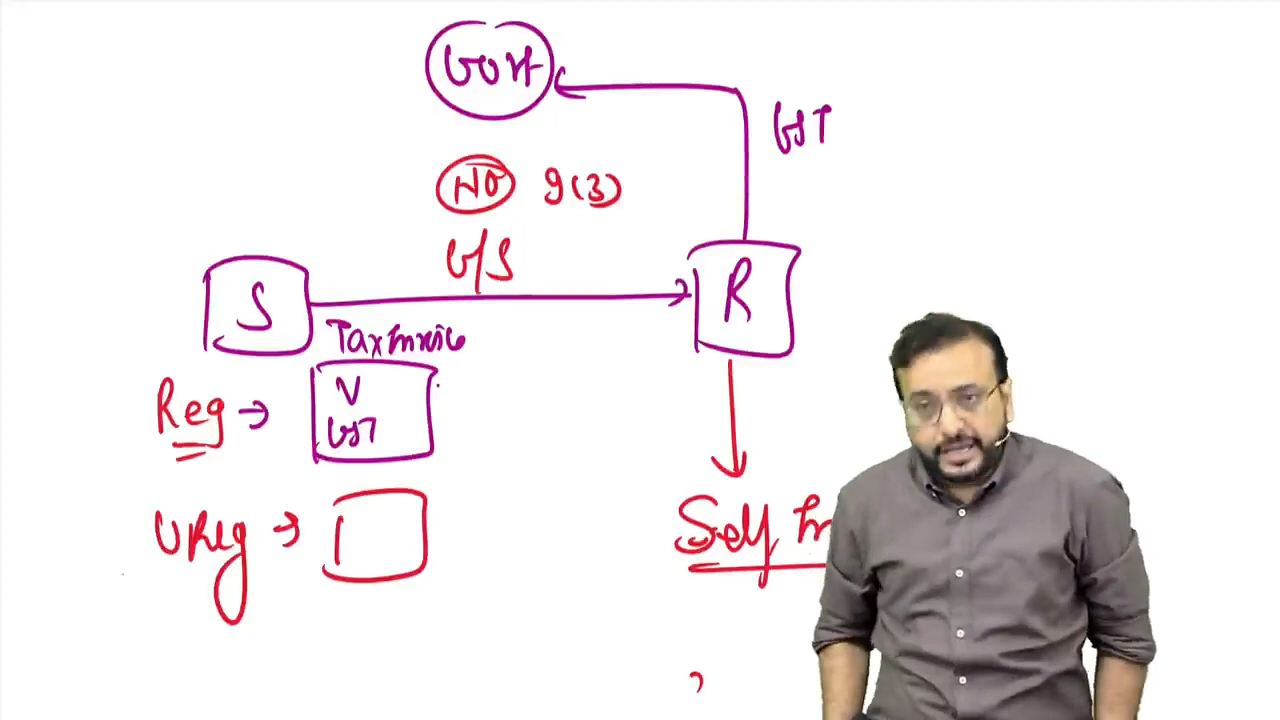 Govt
GST
NO 9(3)
G/S
S
R
Tax Invoice
V
GST
Reg →
UReg →
Self In